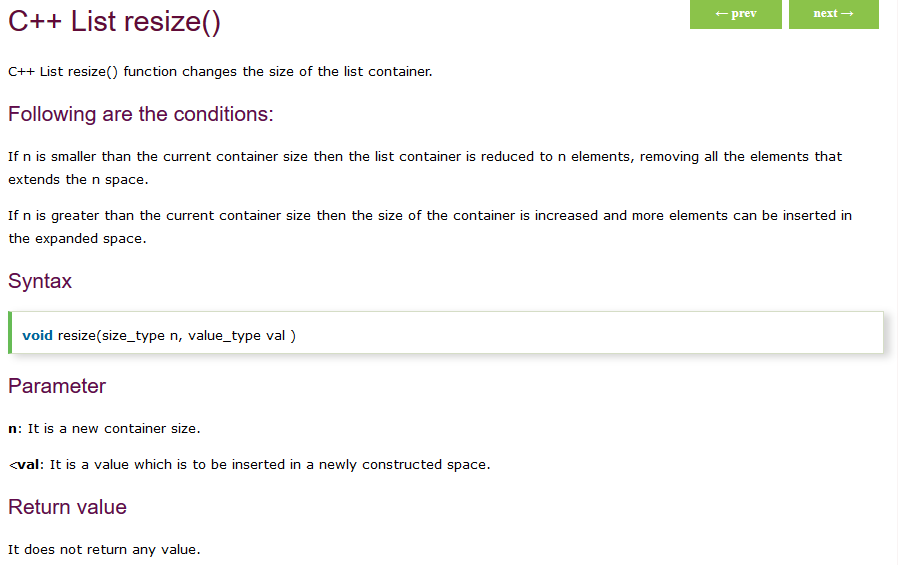 C++ List resize()
← prev
next →
C++ List resize() function changes the size of the list container.
Following are the conditions:
If n is smaller than the current container size then the list container is reduced to n elements, removing all the elements that
extends the n space.
If n is greater than the current container size then the size of the container is increased and more elements can be inserted in
the expanded space.
Syntax
void resize(size_type n, value_type val )
Parameter
n: It is a new container size.
<val: It is a value which is to be inserted in a newly constructed space.
Return value
It does not return any value.